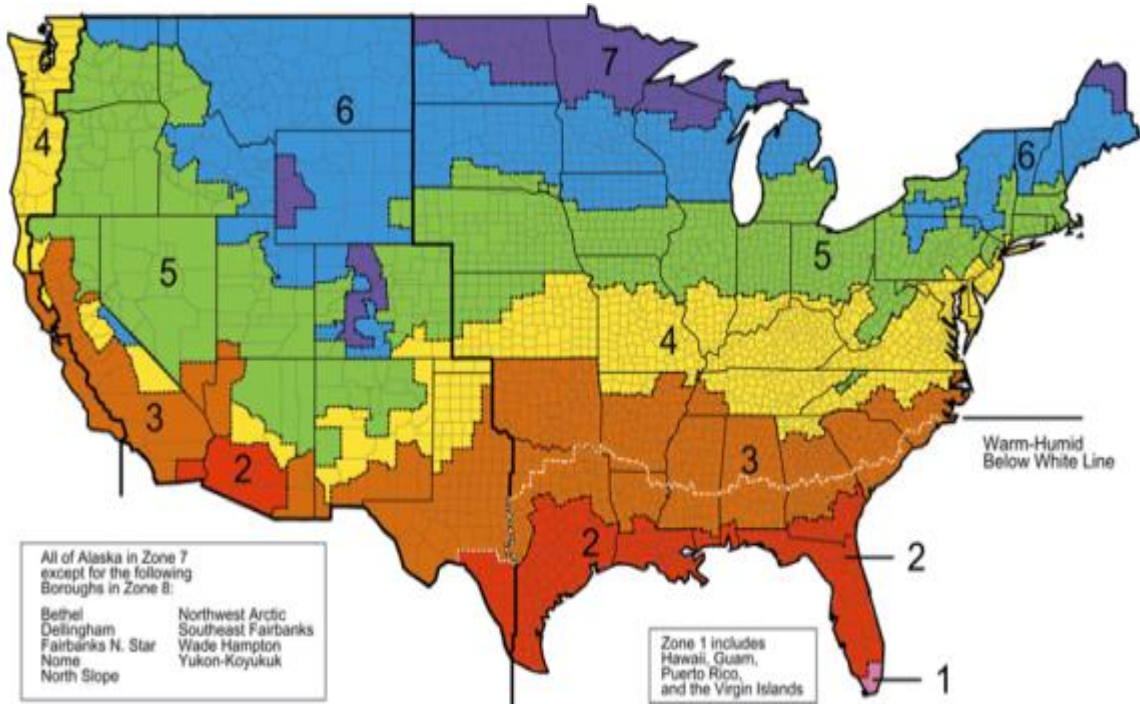 7
6
4
6
5
5
4
3
3
2
2
2
1
Warm-Humid
Below White Line
All of Alaska in Zone 7
except for the following
Boroughs in Zone 8:
Bethel Northwest Arctic
Dellingham Southeast Fairbanks
Fairbanks N. Star Wade Hampton
Nome Yukon-Koyukuk
North Slope
Zone 1 includes
Hawaii, Guam,
Puerto Rico,
and the Virgin Islands